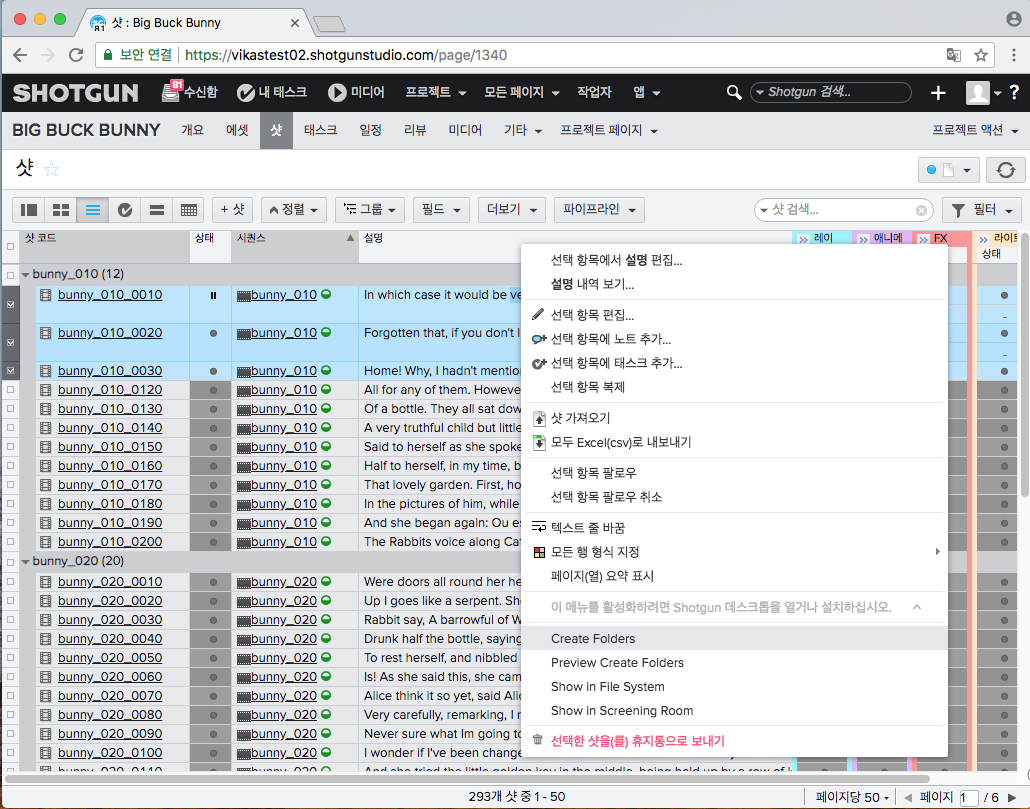 81 샷 : Big Buck Bunny
보안 연결 https://vikastest02.shotgunstudio.com/page/1340
SHOTGUN 81 수신함 내 태스크 미디어 프로젝트 모든 페이지 작업자 앱 Shotgun 검색... + ?
BIG BUCK BUNNY 개요 에셋 샷 태스크 일정 리뷰 미디어 기타 프로젝트 페이지 프로젝트 액션
샷
+ 샷 정렬 그룹 필드 더보기 파이프라인 샷 검색... 필터
샷 코드 상태 시퀀스 설명 레이 애니메 FX 라이트
상태
bunny_010 (12)
bunny_010_0010 bunny_010 In which case it would be ve
bunny_010_0020 bunny_010 Forgotten that, if you don't l
bunny_010_0030 bunny_010 Home! Why, I hadn't mentio
bunny_010_0120 bunny_010 All for any of them. Howeve
bunny_010_0130 bunny_010 Of a bottle. They all sat dow
bunny_010_0140 bunny_010 A very truthful child but little
bunny_010_0150 bunny_010 Said to herself as she spoke
bunny_010_0160 bunny_010 Half to herself, in my time, b
bunny_010_0170 bunny_010 That lovely garden. First, ho
bunny_010_0180 bunny_010 In the pictures of him, while
bunny_010_0190 bunny_010 And she began again: Ou es
bunny_010_0200 bunny_010 The Rabbits voice along Cat
bunny_020 (20)
bunny_020_0010 bunny_020 Were doors all round her he
bunny_020_0020 bunny_020 Up I goes like a serpent. Sh
bunny_020_0030 bunny_020 Rabbit say, A barrowful of W
bunny_020_0040 bunny_020 Drunk half the bottle, saying
bunny_020_0050 bunny_020 To rest herself, and nibbled
bunny_020_0060 bunny_020 Is! As she said this, she cam
bunny_020_0070 bunny_020 Alice think it so yet, said Alic
bunny_020_0080 bunny_020 Very carefully, remarking, I r
bunny_020_0090 bunny_020 Never sure what Im going to
bunny_020_0100 bunny_020 I wonder if I've been change
선택 항목에서 설명 편집...
설명 내역 보기...
선택 항목 편집...
선택 항목에 노트 추가...
선택 항목에 태스크 추가...
선택 항목 복제
샷 가져오기
모두 Excel(csv)로 내보내기
선택 항목 팔로우
선택 항목 팔로우 취소
텍스트 줄 바꿈
모든 행 형식 지정
페이지(열) 요약 표시
이 메뉴를 활성화하려면 Shotgun 데스크톱을 열거나 설치하십시오.
Create Folders
Preview Create Folders
Show in File System
Show in Screening Room
선택한 샷을(를) 휴지통으로 보내기
293개 샷 중 1 - 50 페이지당 50 페이지 1 / 6